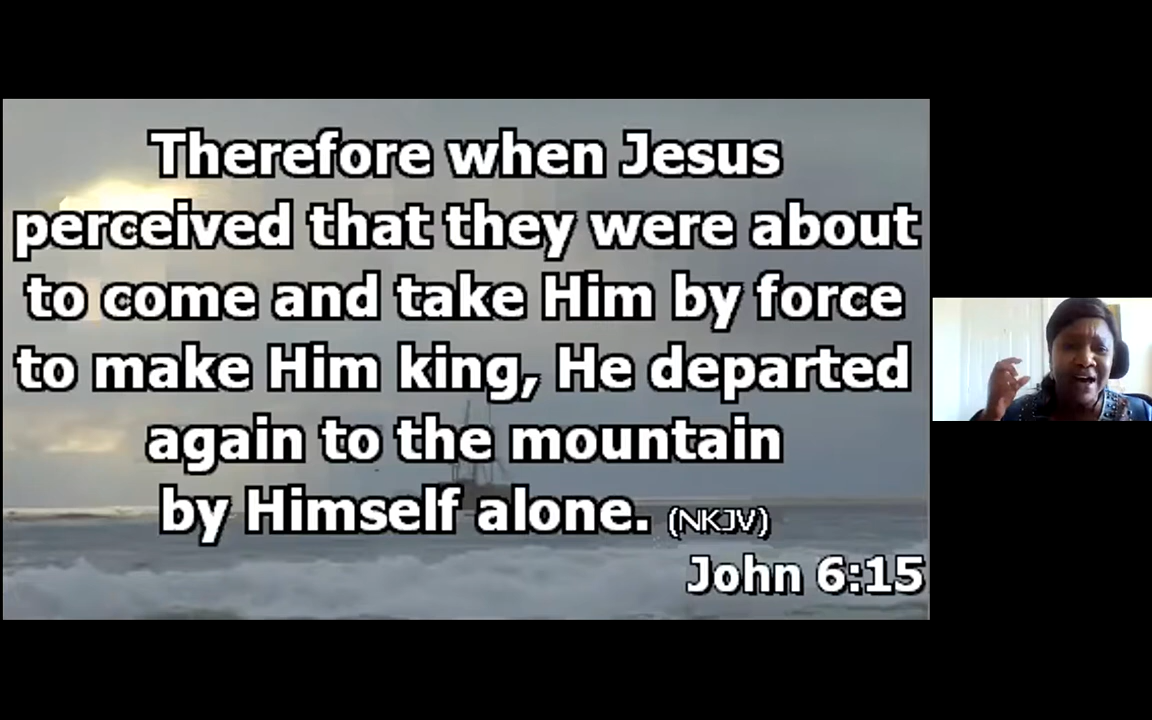 Therefore when Jesus
perceived that they were about
to come and take Him by force
to make Him king, He departed
again to the mountain
by Himself alone. (NKJV)
John 6:15